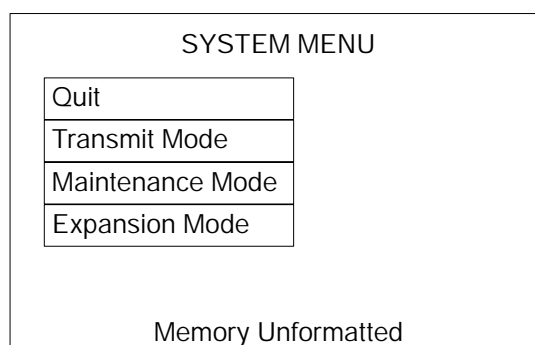 SYSTEM MENU
Quit
Transmit Mode
Maintenance Mode
Expansion Mode
Memory Unformatted